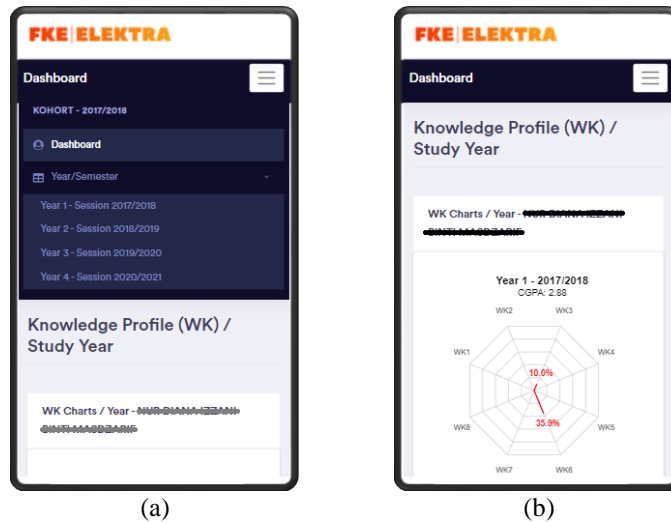 FKE|ELEKTRA
Dashboard
KOHORT - 2017/2018
Dashboard
Year/Semester
Year 1 - Session 2017/2018
Year 2 - Session 2018/2019
Year 3 - Session 2019/2020
Year 4 - Session 2020/2021
Knowledge Profile (WK) /
Study Year
WK Charts / Year -
(a)
FKE|ELEKTRA
Dashboard
Knowledge Profile (WK) /
Study Year
WK Charts / Year -
Year 1 - 2017/2018
CGPA: 2.88
WK2 WK3
WK1 WK4
10.0%
35.9%
WK8 WK5
WK7 WK6
(b)